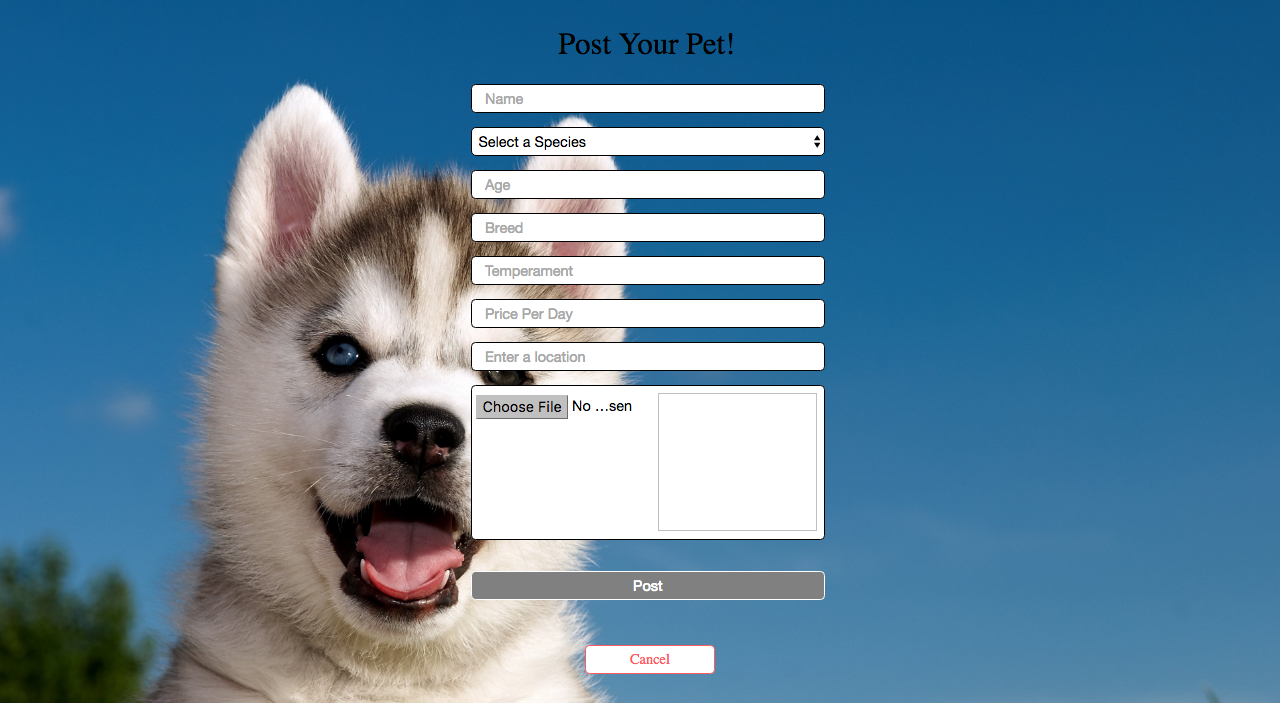 Post Your Pet!
Name
Select a Species
Age
Breed
Temperament
Price Per Day
Enter a location
Choose File No ...sen
Post
Cancel